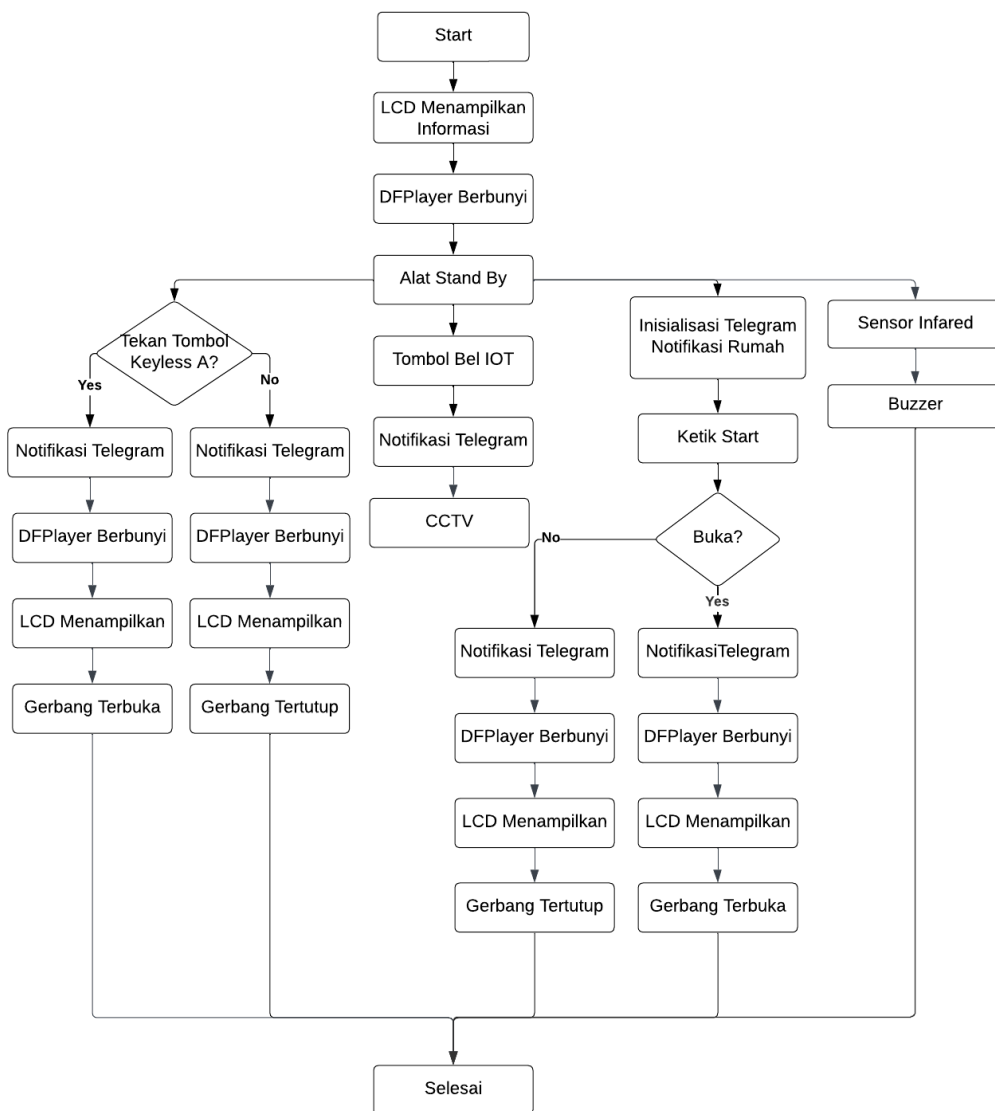 Start
LCD Menampilkan
Informasi
DFPlayer Berbunyi
Alat Stand By
Tekan Tombol
Keyless A?
Yes
No
Notifikasi Telegram
DFPlayer Berbunyi
LCD Menampilkan
Gerbang Terbuka
Notifikasi Telegram
DFPlayer Berbunyi
LCD Menampilkan
Gerbang Tertutup
Tombol Bel IOT
Notifikasi Telegram
CCTV
Inisialisasi Telegram
Notifikasi Rumah
Ketik Start
Buka?
No
Yes
Notifikasi Telegram
DFPlayer Berbunyi
LCD Menampilkan
Gerbang Tertutup
NotifikasiTelegram
DFPlayer Berbunyi
LCD Menampilkan
Gerbang Terbuka
Sensor Infared
Buzzer
Selesai